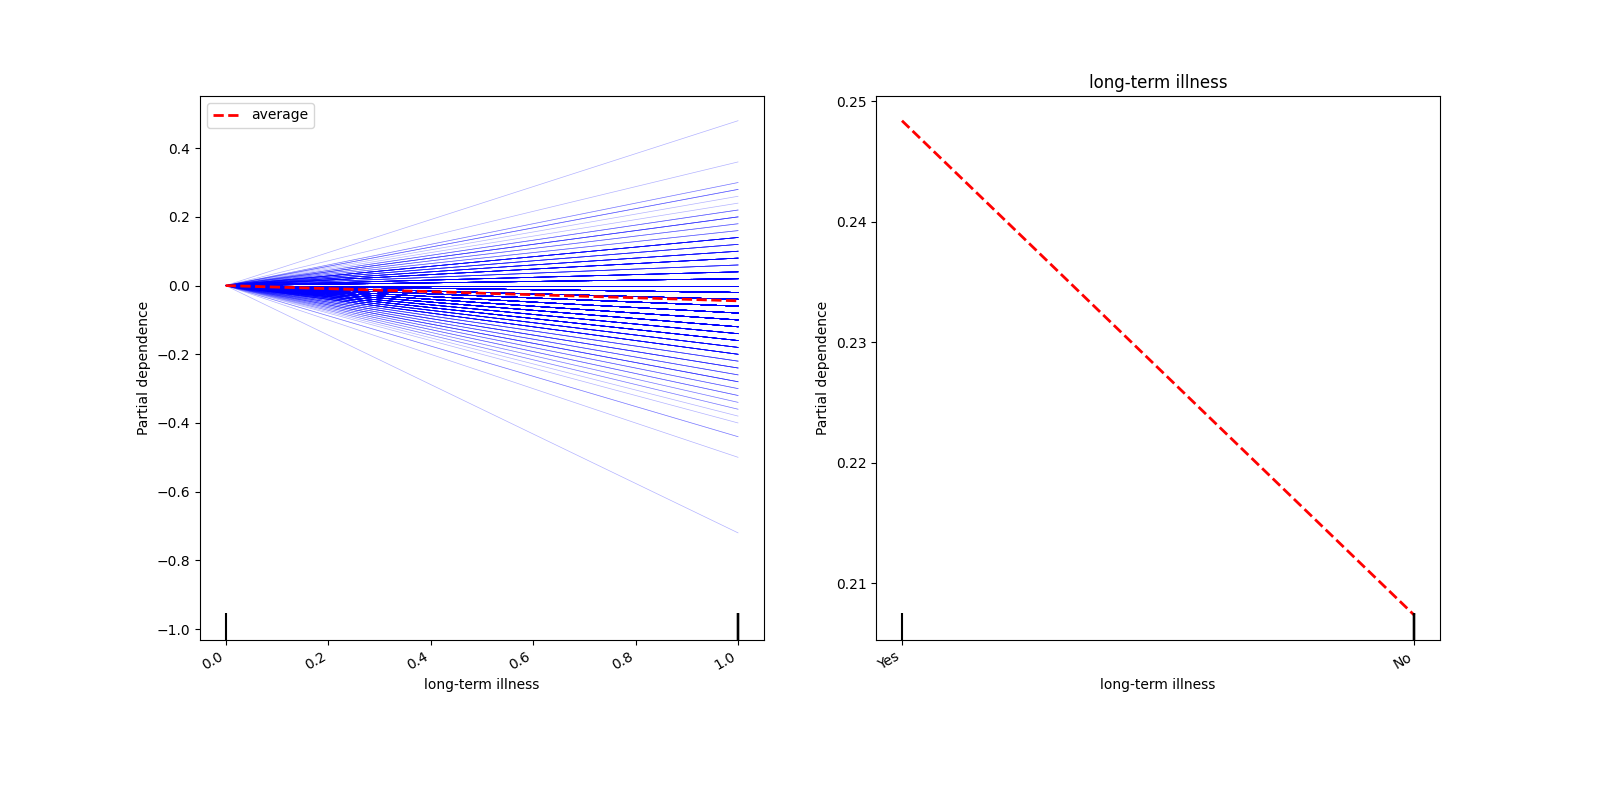 average
0.4
0.2
0.0
−0.2
−0.4
−0.6
−0.8
−1.0
Partial dependence
0.0
0.2
0.4
0.6
0.8
1.0
long-term illness
long-term illness
0.25
0.24
0.23
0.22
0.21
Partial dependence
Yes
No
long-term illness